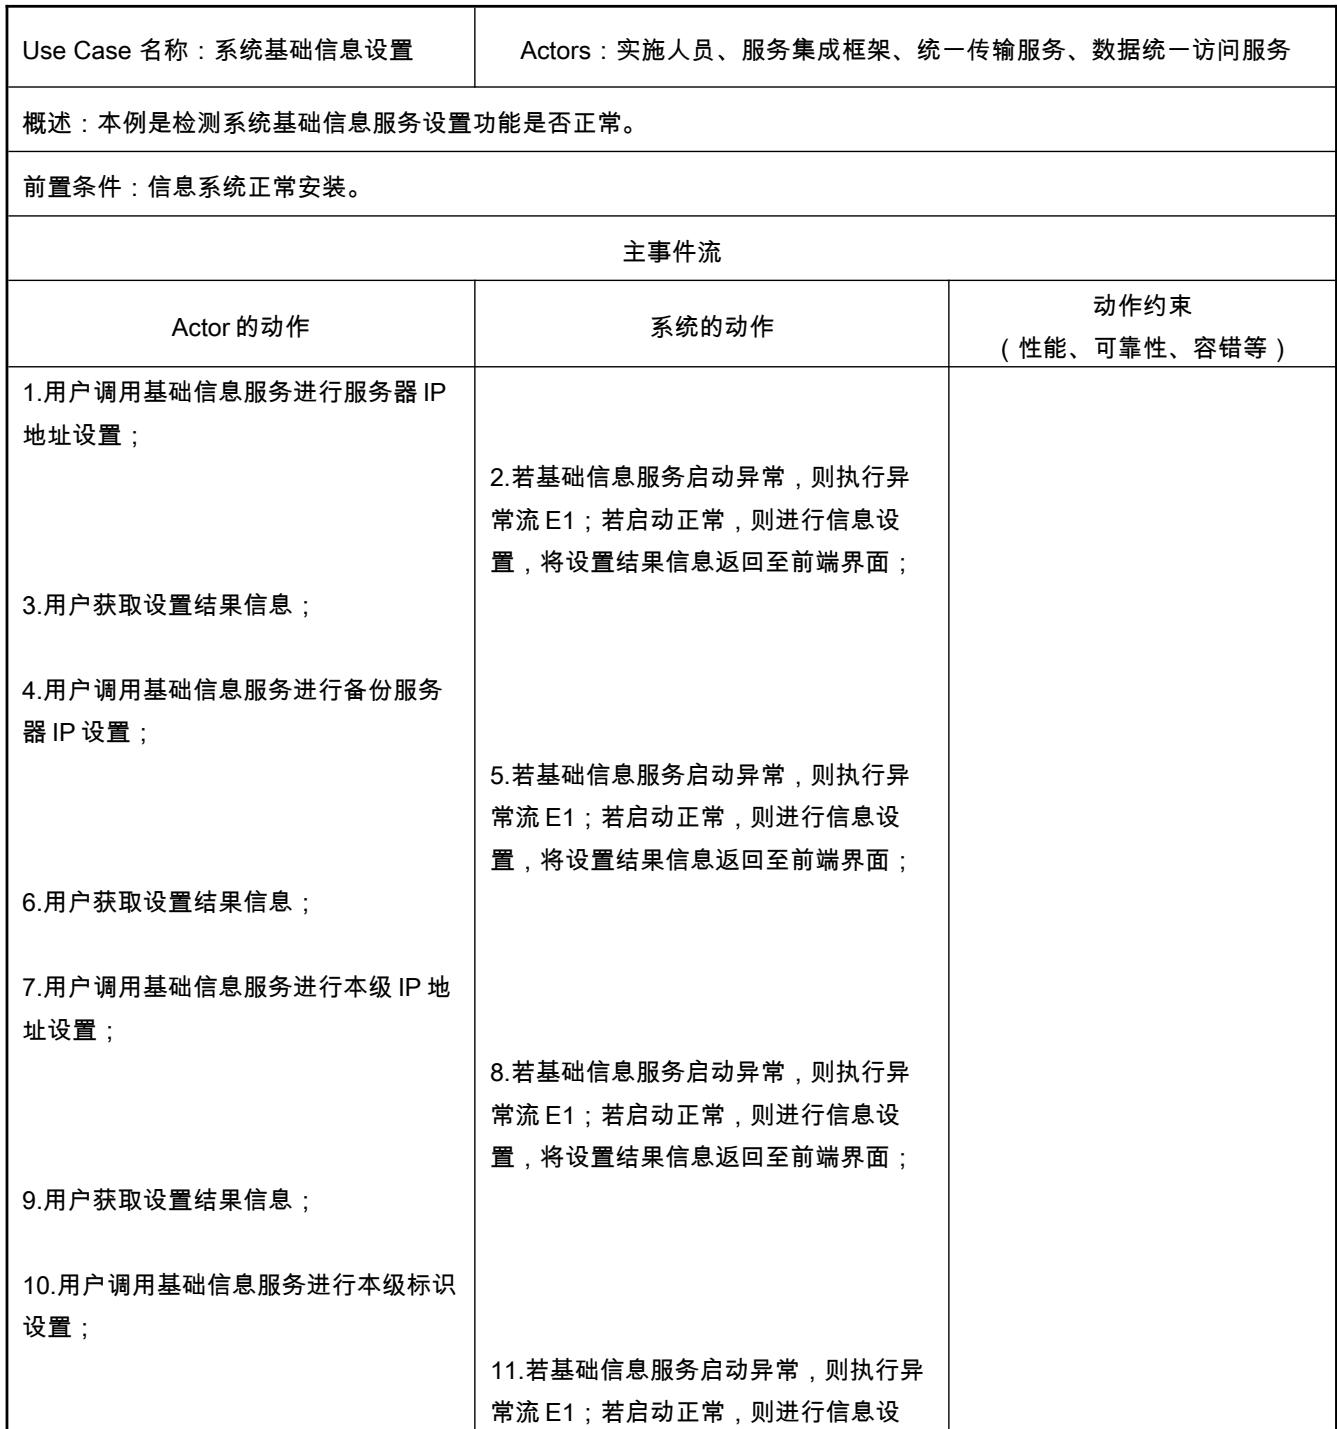 Use Case 名称：系统基础信息设置
Actors：实施人员、服务集成框架、统一传输服务、数据统一访问服务
概述：本例是检测系统基础信息服务设置功能是否正常。
前置条件：信息系统正常安装。
主事件流
Actor 的动作
系统的动作
动作约束
（性能、可靠性、容错等）
1.用户调用基础信息服务进行服务器 IP
地址设置；
2.若基础信息服务启动异常，则执行异
常流 E1；若启动正常，则进行信息设
置，将设置结果信息返回至前端界面；
3.用户获取设置结果信息；
4.用户调用基础信息服务进行备份服务
器 IP 设置；
5.若基础信息服务启动异常，则执行异
常流 E1；若启动正常，则进行信息设
置，将设置结果信息返回至前端界面；
6.用户获取设置结果信息；
7.用户调用基础信息服务进行本级 IP 地
址设置；
8.若基础信息服务启动异常，则执行异
常流 E1；若启动正常，则进行信息设
置，将设置结果信息返回至前端界面；
9.用户获取设置结果信息；
10.用户调用基础信息服务进行本级标识
设置；
11.若基础信息服务启动异常，则执行异
常流 E1；若启动正常，则进行信息设